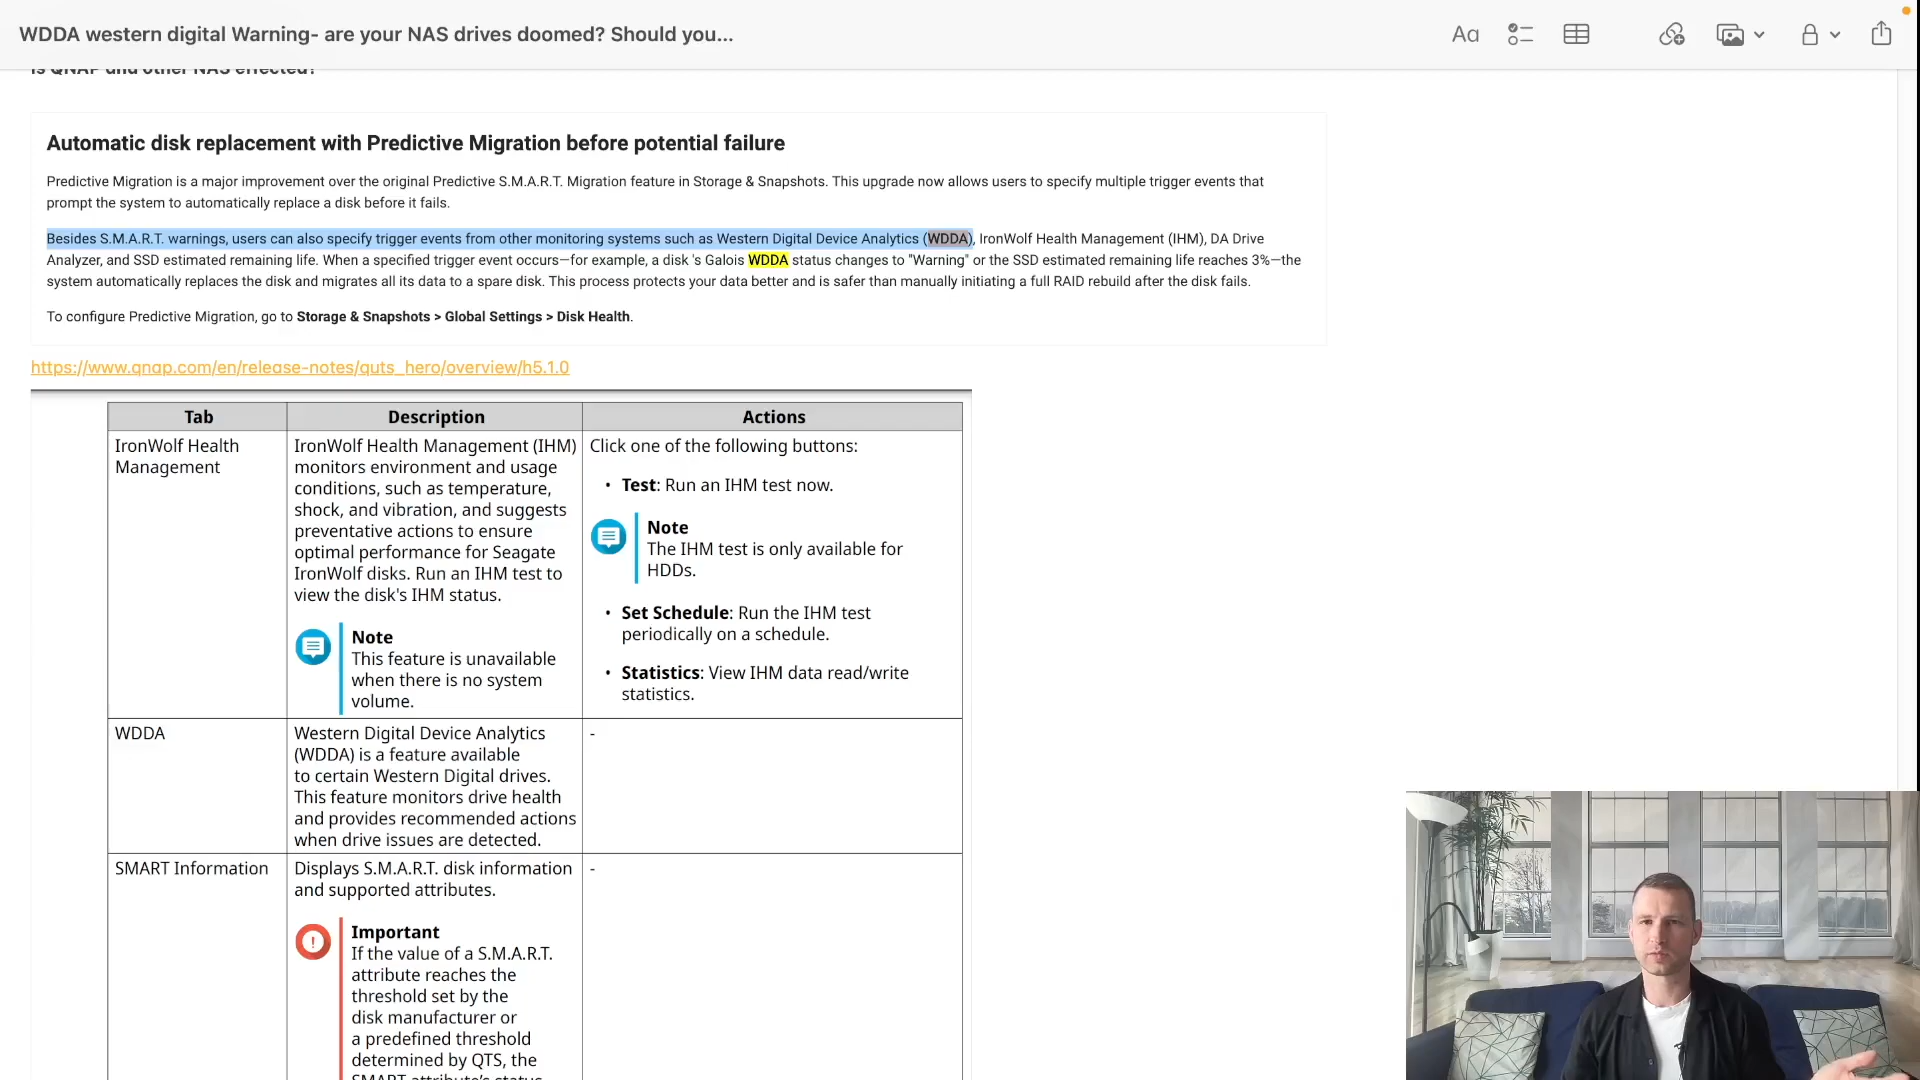 WDDA western digital Warning- are your NAS drives doomed? Should you...
Aa
Is QNAP and other NAS effected?
Automatic disk replacement with Predictive Migration before potential failure
Predictive Migration is a major improvement over the original Predictive S.M.A.R.T. Migration feature in Storage & Snapshots. This upgrade now allows users to specify multiple trigger events that
prompt the system to automatically replace a disk before it fails.
Besides S.M.A.R.T. warnings, users can also specify trigger events from other monitoring systems such as Western Digital Device Analytics (WDDA), IronWolf Health Management (IHM), DA Drive
Analyzer, and SSD estimated remaining life. When a specified trigger event occurs—for example, a disk 's Galois WDDA status changes to "Warning" or the SSD estimated remaining life reaches 3%—the
system automatically replaces the disk and migrates all its data to a spare disk. This process protects your data better and is safer than manually initiating a full RAID rebuild after the disk fails.
To configure Predictive Migration, go to Storage & Snapshots > Global Settings > Disk Health.
https://www.qnap.com/en/release-notes/quts_hero/overview/h5.1.0
Tab
Description
Actions
IronWolf Health
Management
IronWolf Health Management (IHM)
monitors environment and usage
conditions, such as temperature,
shock, and vibration, and suggests
preventative actions to ensure
optimal performance for Seagate
IronWolf disks. Run an IHM test to
view the disk's IHM status.
Note
This feature is unavailable
when there is no system
volume.
Click one of the following buttons:
• Test: Run an IHM test now.
Note
The IHM test is only available for
HDDs.
• Set Schedule: Run the IHM test
periodically on a schedule.
• Statistics: View IHM data read/write
statistics.
WDDA
Western Digital Device Analytics
(WDDA) is a feature available
to certain Western Digital drives.
This feature monitors drive health
and provides recommended actions
when drive issues are detected.
-
SMART Information
Displays S.M.A.R.T. disk information
and supported attributes.
Important
If the value of a S.M.A.R.T.
attribute reaches the
threshold set by the
disk manufacturer or
a predefined threshold
determined by QTS, the
SMART attribute's status
-